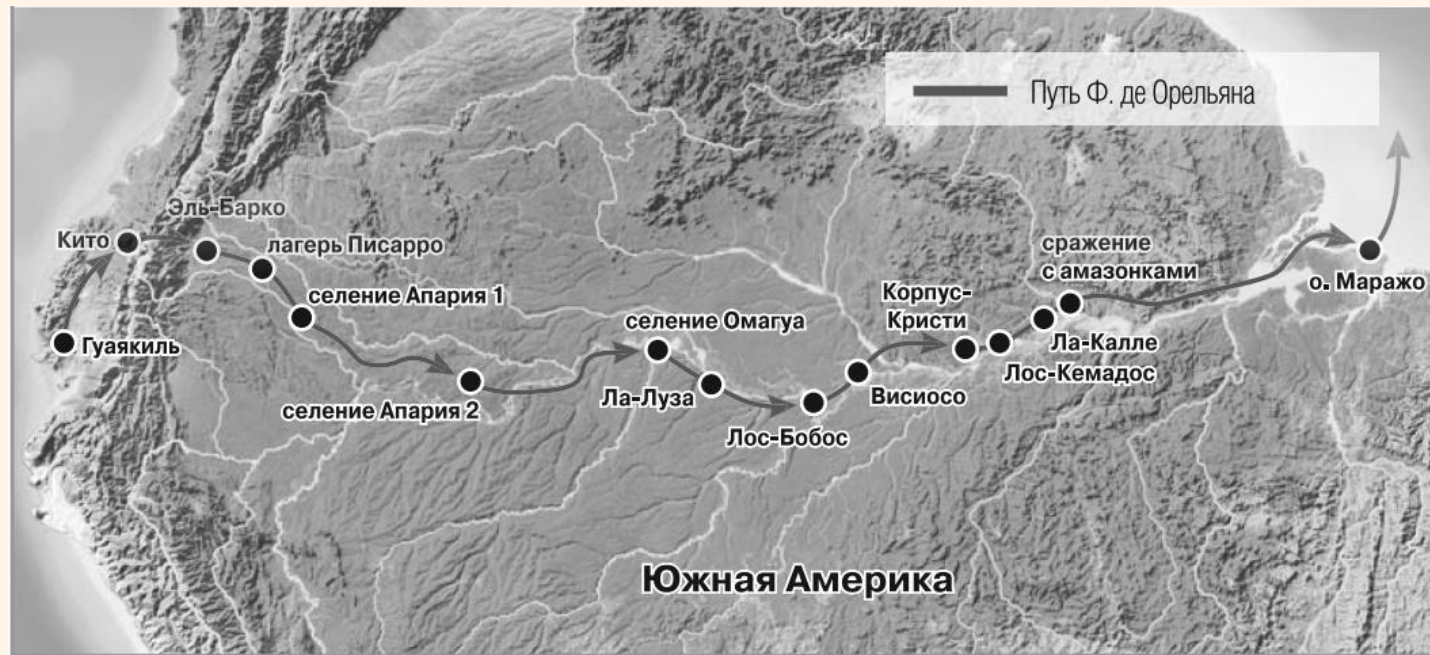 Путь Ф. де Орельяна
Эль-Барко
Кито
лагерь Писарро
сражение
с амазонками
о. Маражо
селение Апария 1
Корпус-
Кристи
селение Омагуа
Гуаякиль
Ла-Калле
Лос-Кемадос
Ла-Луза
Висиосо
селение Апария 2
Лос-Бобос
Южная Америка